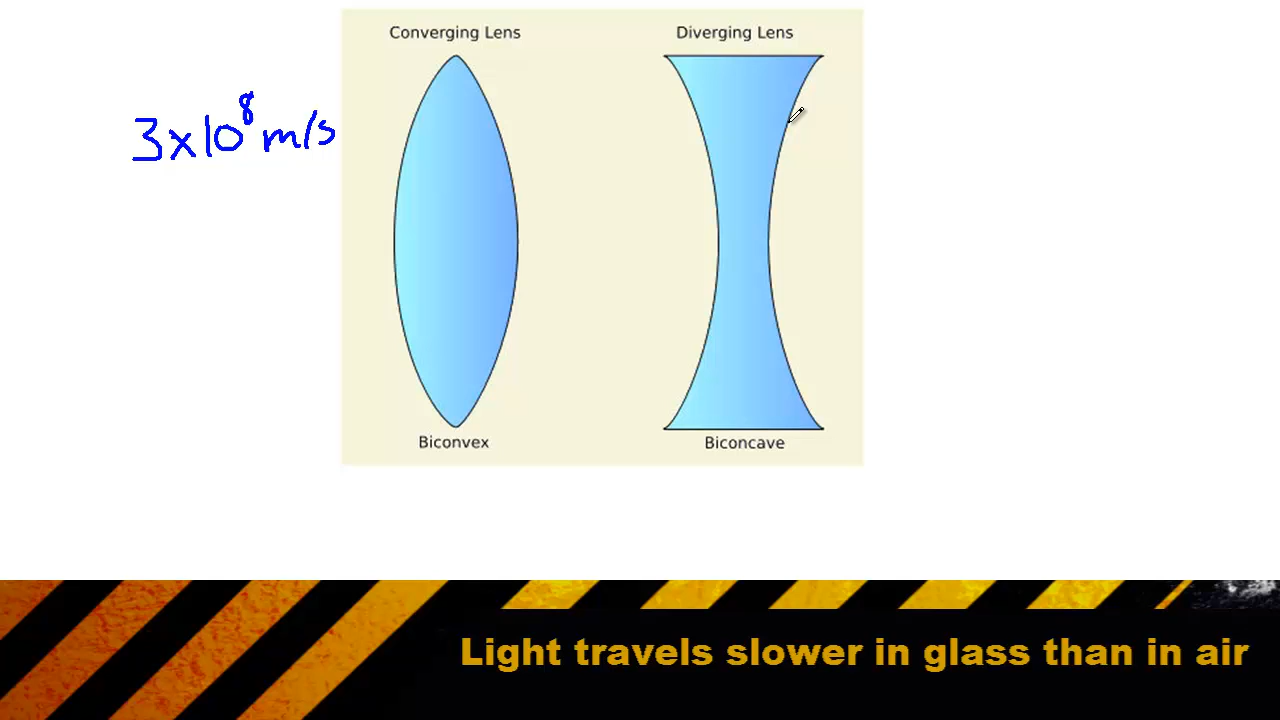 Converging Lens
Diverging Lens
3x10⁸ m/s
Biconvex
Biconcave
Light travels slower in glass than in air